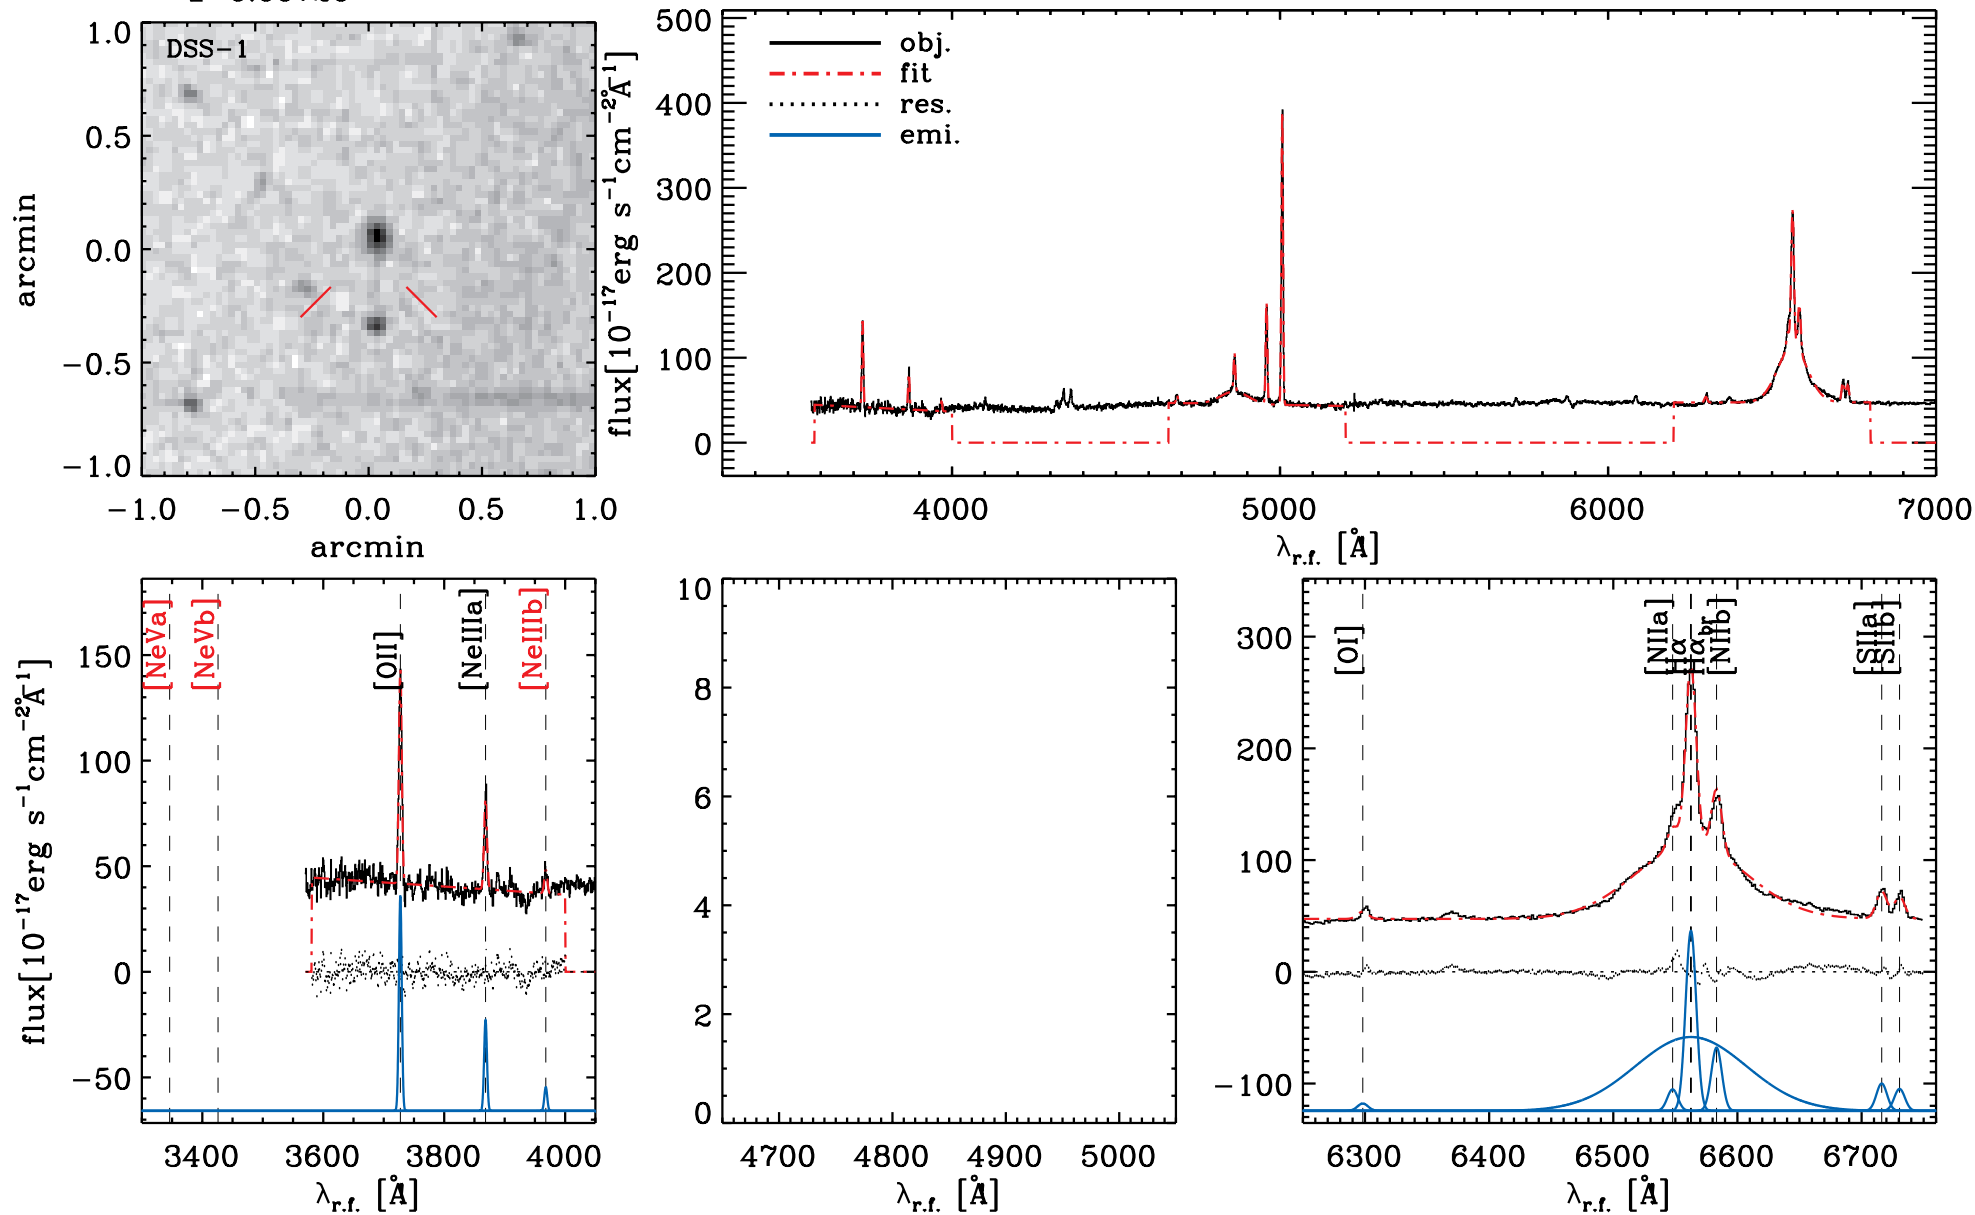 DSS-1
1.0
0.5
0.0
-0.5
-1.0
arcmin
-1.0 -0.5 0.0 0.5 1.0
arcmin
flux[10⁻¹⁷erg s⁻¹cm⁻²Å⁻¹]
500
400
300
200
100
0
obj.
fit
res.
emi.
4000 5000 6000 7000
λr.f. [Å]
flux[10⁻¹⁷erg s⁻¹cm⁻²Å⁻¹]
150
100
50
0
-50
[NeVa]
[NeVb]
[OII]
[NeIIIa]
[NeIIIb]
3400 3600 3800 4000
λr.f. [Å]
10
8
6
4
2
0
4700 4800 4900 5000
λr.f. [Å]
300
200
100
0
-100
[OI]
[NIIa]
Hα
Hαbr
[NIIb]
[SIIa]
[SIIb]
6300 6400 6500 6600 6700
λr.f. [Å]